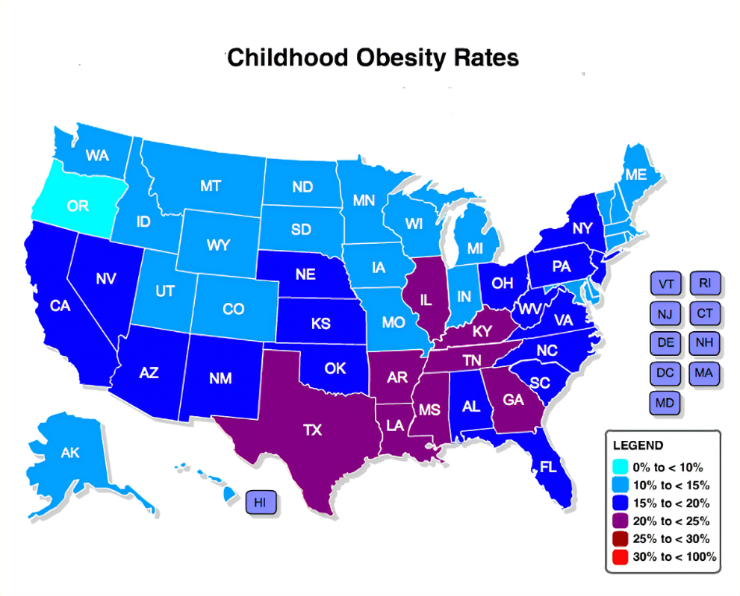 Childhood Obesity Rates
WA
MT
ND
MN
ME
OR
ID
SD
WI
MI
NY
WY
IA
PA
NV
UT
NE
IL
IN
OH
CA
CO
KS
MO
WV
VA
KY
NC
AZ
NM
OK
AR
TN
SC
TX
LA
MS
AL
GA
FL
AK
HI
VT RI
NJ CT
DE NH
DC MA
MD
LEGEND
0% to < 10%
10% to < 15%
15% to < 20%
20% to < 25%
25% to < 30%
30% to < 100%